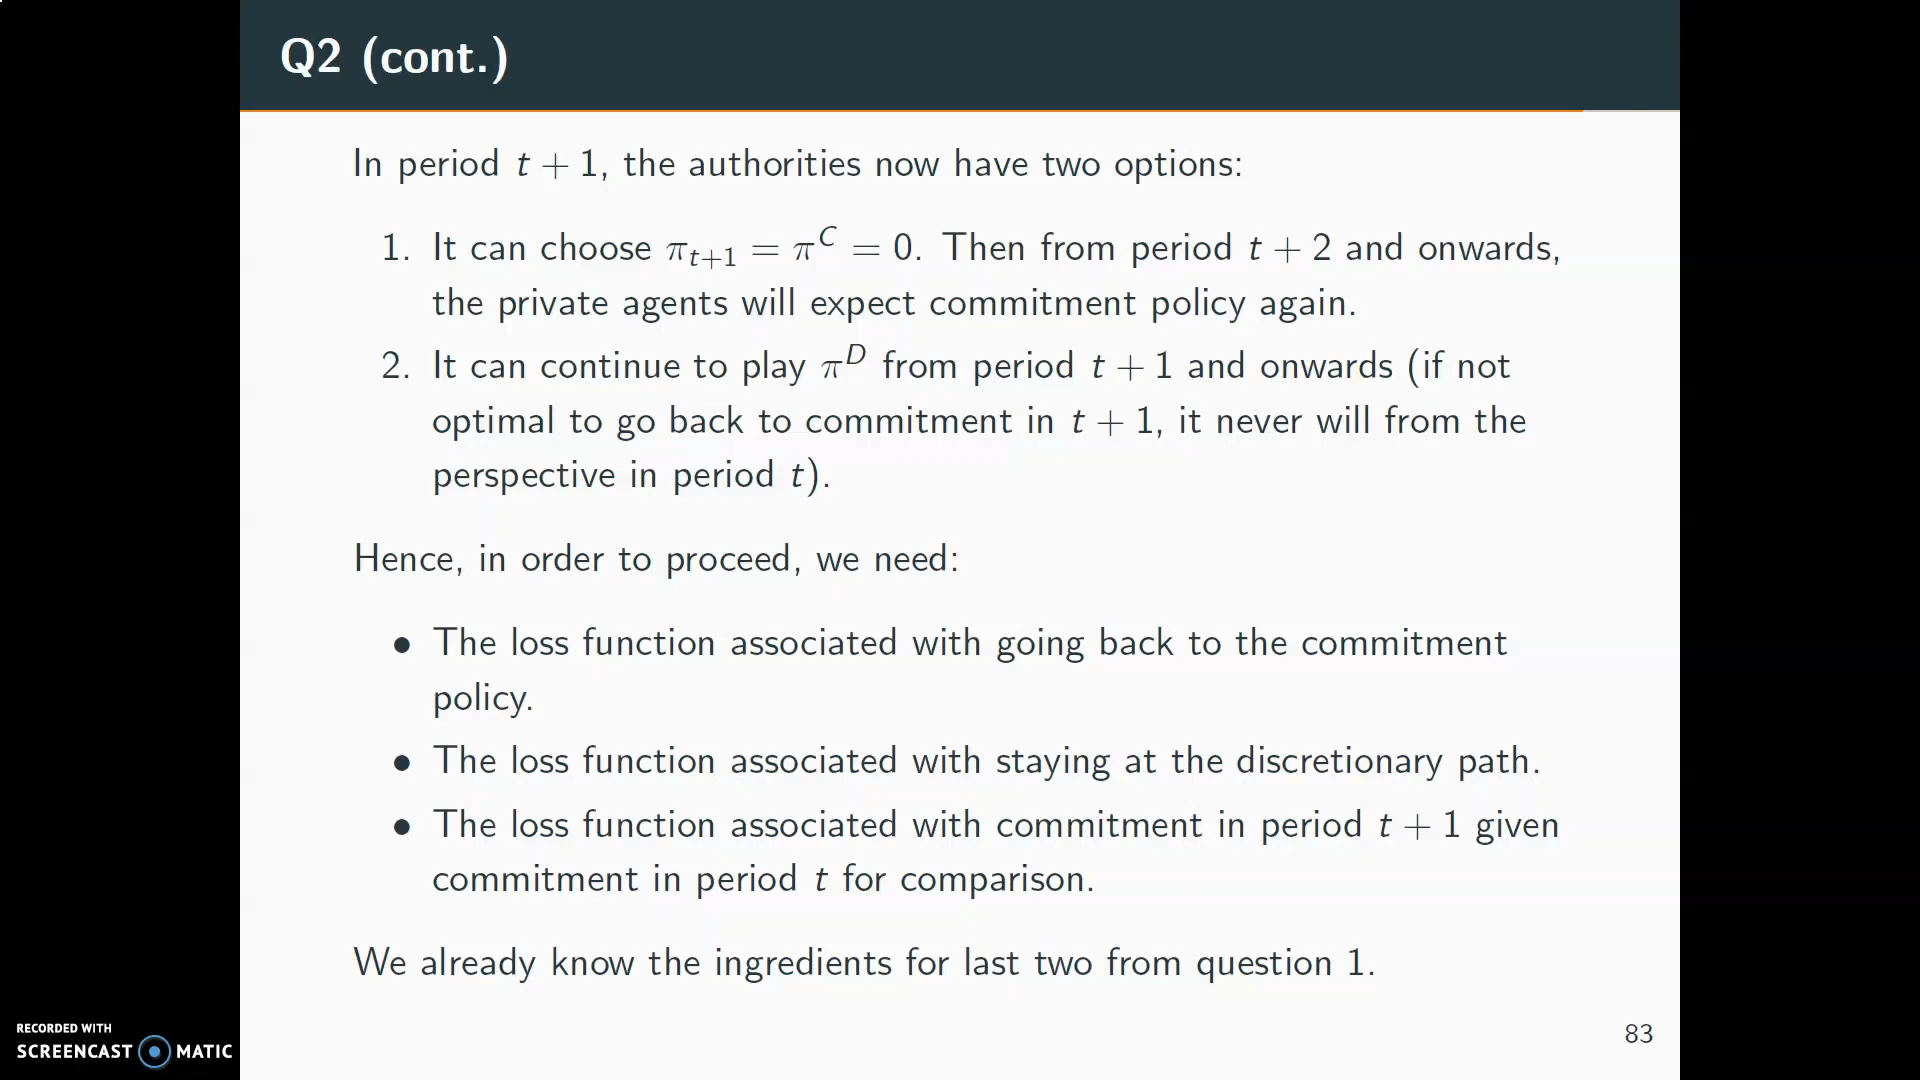 Q2 (cont.)
In period t + 1, the authorities now have two options:
1. It can choose π_{t+1} = π^C = 0. Then from period t + 2 and onwards,
the private agents will expect commitment policy again.
2. It can continue to play π^D from period t + 1 and onwards (if not
optimal to go back to commitment in t + 1, it never will from the
perspective in period t).
Hence, in order to proceed, we need:
• The loss function associated with going back to the commitment
policy.
• The loss function associated with staying at the discretionary path.
• The loss function associated with commitment in period t + 1 given
commitment in period t for comparison.
We already know the ingredients for last two from question 1.
83
RECORDED WITH
SCREENCAST MATIC